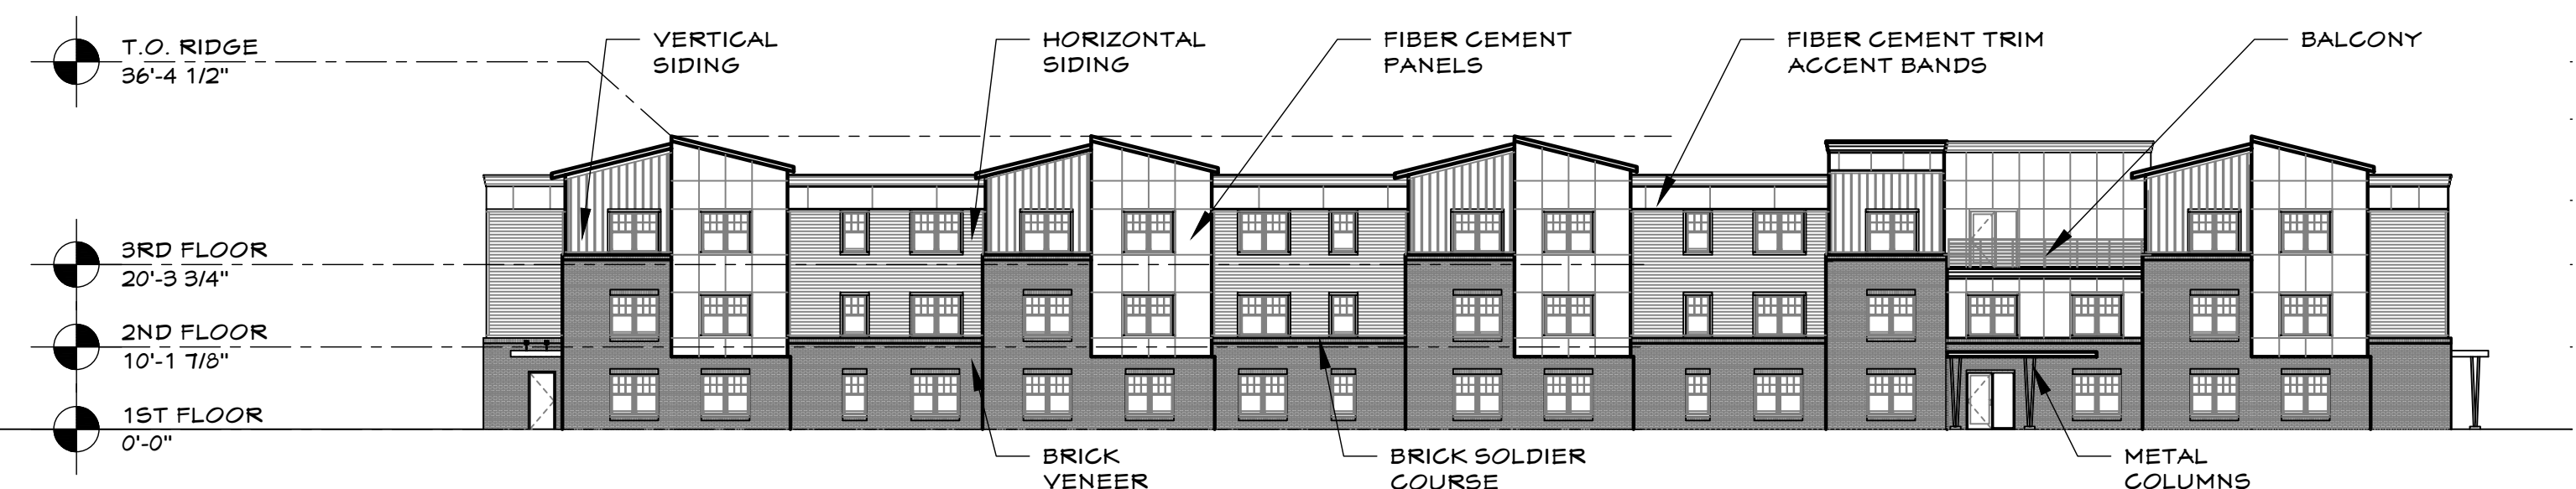 T.O. RIDGE
36'-4 1/2"
VERTICAL
SIDING
HORIZONTAL
SIDING
FIBER CEMENT
PANELS
FIBER CEMENT TRIM
ACCENT BANDS
BALCONY
3RD FLOOR
20'-3 3/4"
2ND FLOOR
10'-1 7/8"
1ST FLOOR
0'-0"
BRICK
VENEER
BRICK SOLDIER
COURSE
METAL
COLUMNS